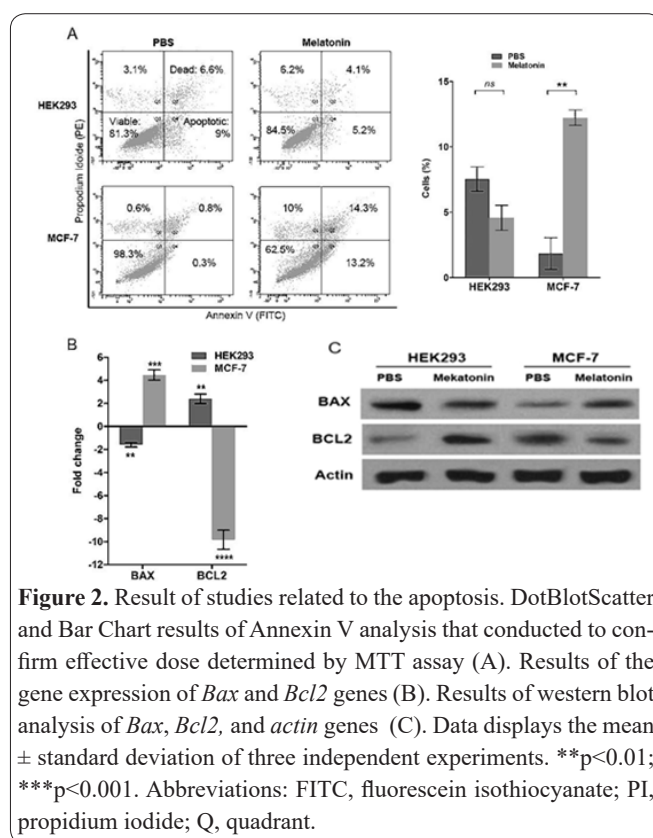 A
PBS
Melatonin
HEK293
MCF-7
Propodium Iodoide (PE)
3.1%
Dead: 6.6%
Viable:
81.3%
Apoptotic:
9%
6.2%
4.1%
84.5%
5.2%
0.6%
0.8%
98.3%
0.3%
10%
14.3%
62.5%
13.2%
Annexin V (FITC)
PBS
Melatonin
ns
**
Cells (%)
15
10
5
0
HEK293
MCF-7
B
HEK293
MCF-7
Fold change
6
4
2
0
-2
-4
-6
-8
-10
-12
***
**
**
****
BAX
BCL2
C
HEK293
MCF-7
PBS
Mekatonin
PBS
Melatonin
BAX
BCL2
Actin
Figure 2. Result of studies related to the apoptosis. DotBlotScatter
and Bar Chart results of Annexin V analysis that conducted to con-
firm effective dose determined by MTT assay (A). Results of the
gene expression of Bax and Bcl2 genes (B). Results of western blot
analysis of Bax, Bcl2, and actin genes (C). Data displays the mean
± standard deviation of three independent experiments. **p<0.01;
***p<0.001. Abbreviations: FITC, fluorescein isothiocyanate; PI,
propidium iodide; Q, quadrant.